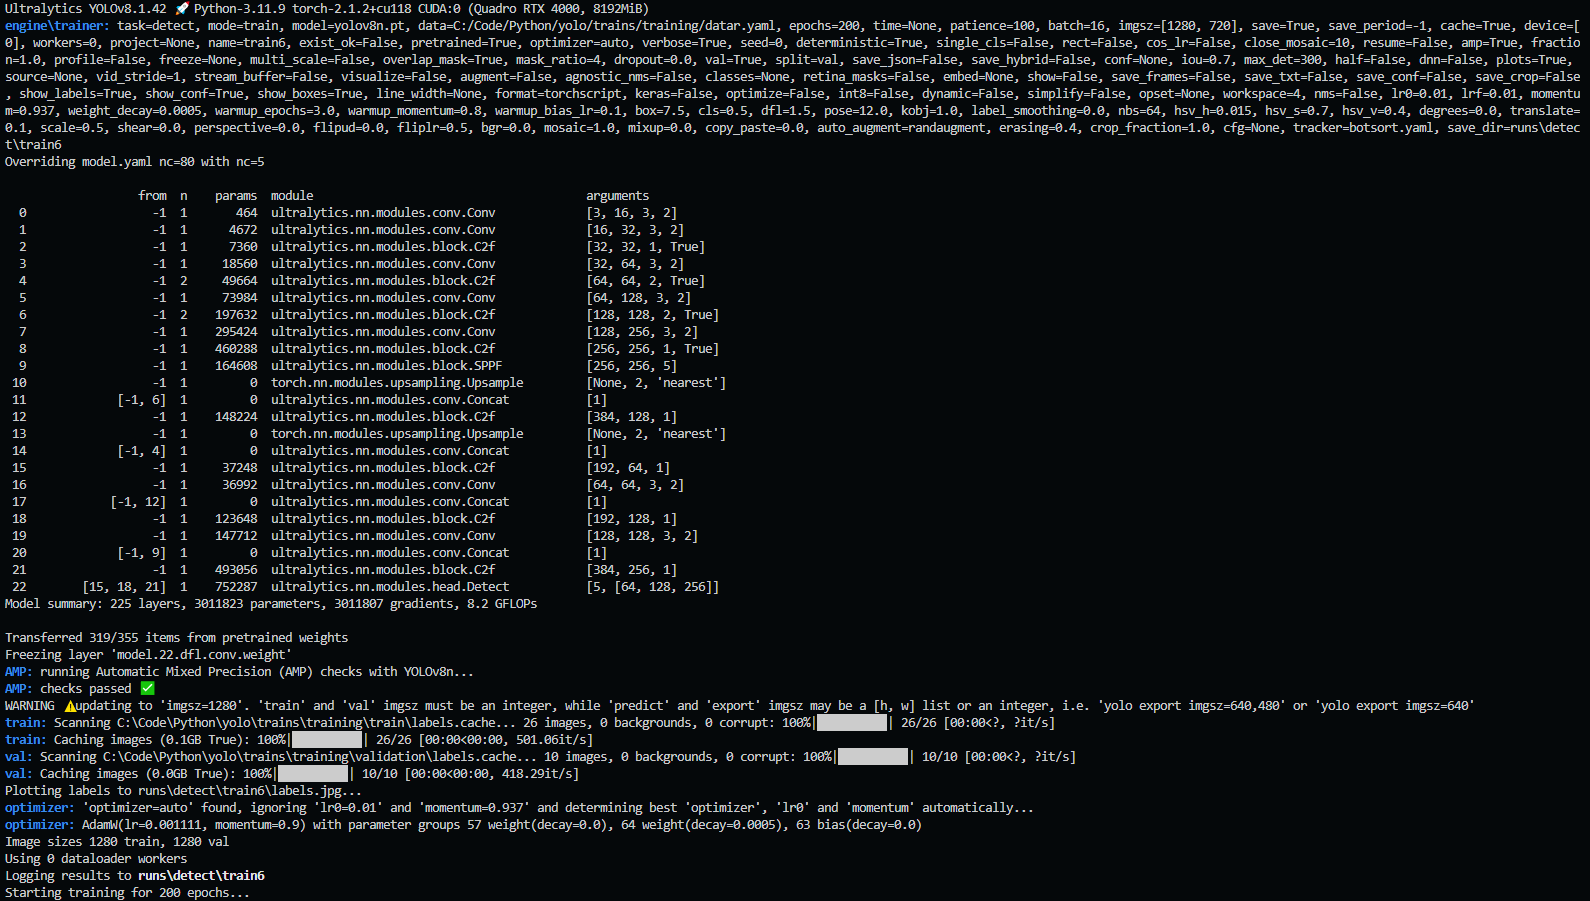 Ultralytics YOLOv8.1.42 🚀 Python-3.11.9 torch-2.1.2+cu118 CUDA:0 (Quadro RTX 4000, 8192MiB)
engine\trainer: task=detect, mode=train, model=yolov8n.pt, data=C:/Code/Python/yolo/trains/training/datar.yaml, epochs=200, time=None, patience=100, batch=16, imgsz=[1280, 720], save=True, save_period=-1, cache=True, device=[
0], workers=0, project=None, name=train6, exist_ok=False, pretrained=True, optimizer=auto, verbose=True, seed=0, deterministic=True, single_cls=False, rect=False, cos_lr=False, close_mosaic=10, resume=False, amp=True, fractio
n=1.0, profile=False, freeze=None, multi_scale=False, overlap_mask=True, mask_ratio=4, dropout=0.0, val=True, split=val, save_json=False, save_hybrid=False, conf=None, iou=0.7, max_det=300, half=False, dnn=False, plots=True,
source=None, vid_stride=1, stream_buffer=False, visualize=False, augment=False, agnostic_nms=False, classes=None, retina_masks=False, embed=None, show=False, save_frames=False, save_txt=False, save_conf=False, save_crop=False
, show_labels=True, show_conf=True, show_boxes=True, line_width=None, format=torchscript, keras=False, optimize=False, int8=False, dynamic=False, simplify=False, opset=None, workspace=4, nms=False, lr0=0.01, lrf=0.01, momentu
m=0.937, weight_decay=0.0005, warmup_epochs=3.0, warmup_momentum=0.8, warmup_bias_lr=0.1, box=7.5, cls=0.5, dfl=1.5, pose=12.0, kobj=1.0, label_smoothing=0.0, nbs=64, hsv_h=0.015, hsv_s=0.7, hsv_v=0.4, degrees=0.0, translate=
0.1, scale=0.5, shear=0.0, perspective=0.0, flipud=0.0, fliplr=0.5, bgr=0.0, mosaic=1.0, mixup=0.0, copy_paste=0.0, auto_augment=randaugment, erasing=0.4, crop_fraction=1.0, cfg=None, tracker=botsort.yaml, save_dir=runs\detec
t\train6
Overriding model.yaml nc=80 with nc=5
from n params module arguments
0 -1 1 464 ultralytics.nn.modules.conv.Conv [3, 16, 3, 2]
1 -1 1 4672 ultralytics.nn.modules.conv.Conv [16, 32, 3, 2]
2 -1 1 7360 ultralytics.nn.modules.block.C2f [32, 32, 1, True]
3 -1 1 18560 ultralytics.nn.modules.conv.Conv [32, 64, 3, 2]
4 -1 2 49664 ultralytics.nn.modules.block.C2f [64, 64, 2, True]
5 -1 1 73984 ultralytics.nn.modules.conv.Conv [64, 128, 3, 2]
6 -1 2 197632 ultralytics.nn.modules.block.C2f [128, 128, 2, True]
7 -1 1 295424 ultralytics.nn.modules.conv.Conv [128, 256, 3, 2]
8 -1 1 460288 ultralytics.nn.modules.block.C2f [256, 256, 1, True]
9 -1 1 164608 ultralytics.nn.modules.block.SPPF [256, 256, 5]
10 -1 1 0 torch.nn.modules.upsampling.Upsample [None, 2, 'nearest']
11 [-1, 6] 1 0 ultralytics.nn.modules.conv.Concat [1]
12 -1 1 148224 ultralytics.nn.modules.block.C2f [384, 128, 1]
13 -1 1 0 torch.nn.modules.upsampling.Upsample [None, 2, 'nearest']
14 [-1, 4] 1 0 ultralytics.nn.modules.conv.Concat [1]
15 -1 1 37248 ultralytics.nn.modules.block.C2f [192, 64, 1]
16 -1 1 36992 ultralytics.nn.modules.conv.Conv [64, 64, 3, 2]
17 [-1, 12] 1 0 ultralytics.nn.modules.conv.Concat [1]
18 -1 1 123648 ultralytics.nn.modules.block.C2f [192, 128, 1]
19 -1 1 147712 ultralytics.nn.modules.conv.Conv [128, 128, 3, 2]
20 [-1, 9] 1 0 ultralytics.nn.modules.conv.Concat [1]
21 -1 1 493056 ultralytics.nn.modules.block.C2f [384, 256, 1]
22 [15, 18, 21] 1 752287 ultralytics.nn.modules.head.Detect [5, [64, 128, 256]]
Model summary: 225 layers, 3011823 parameters, 3011807 gradients, 8.2 GFLOPs
Transferred 319/355 items from pretrained weights
Freezing layer 'model.22.dfl.conv.weight'
AMP: running Automatic Mixed Precision (AMP) checks with YOLOv8n...
AMP: checks passed ✅
WARNING ⚠️updating to 'imgsz=1280'. 'train' and 'val' imgsz must be an integer, while 'predict' and 'export' imgsz may be a [h, w] list or an integer, i.e. 'yolo export imgsz=640,480' or 'yolo export imgsz=640'
train: Scanning C:\Code\Python\yolo\trains\training\train\labels.cache... 26 images, 0 backgrounds, 0 corrupt: 100%|██████████| 26/26 [00:00<?, ?it/s]
train: Caching images (0.1GB True): 100%|██████████| 26/26 [00:00<00:00, 501.06it/s]
val: Scanning C:\Code\Python\yolo\trains\training\validation\labels.cache... 10 images, 0 backgrounds, 0 corrupt: 100%|██████████| 10/10 [00:00<?, ?it/s]
val: Caching images (0.0GB True): 100%|██████████| 10/10 [00:00<00:00, 418.29it/s]
Plotting labels to runs\detect\train6\labels.jpg...
optimizer: 'optimizer=auto' found, ignoring 'lr0=0.01' and 'momentum=0.937' and determining best 'optimizer', 'lr0' and 'momentum' automatically...
optimizer: AdamW(lr=0.001111, momentum=0.9) with parameter groups 57 weight(decay=0.0), 64 weight(decay=0.0005), 63 bias(decay=0.0)
Image sizes 1280 train, 1280 val
Using 0 dataloader workers
Logging results to runs\detect\train6
Starting training for 200 epochs...